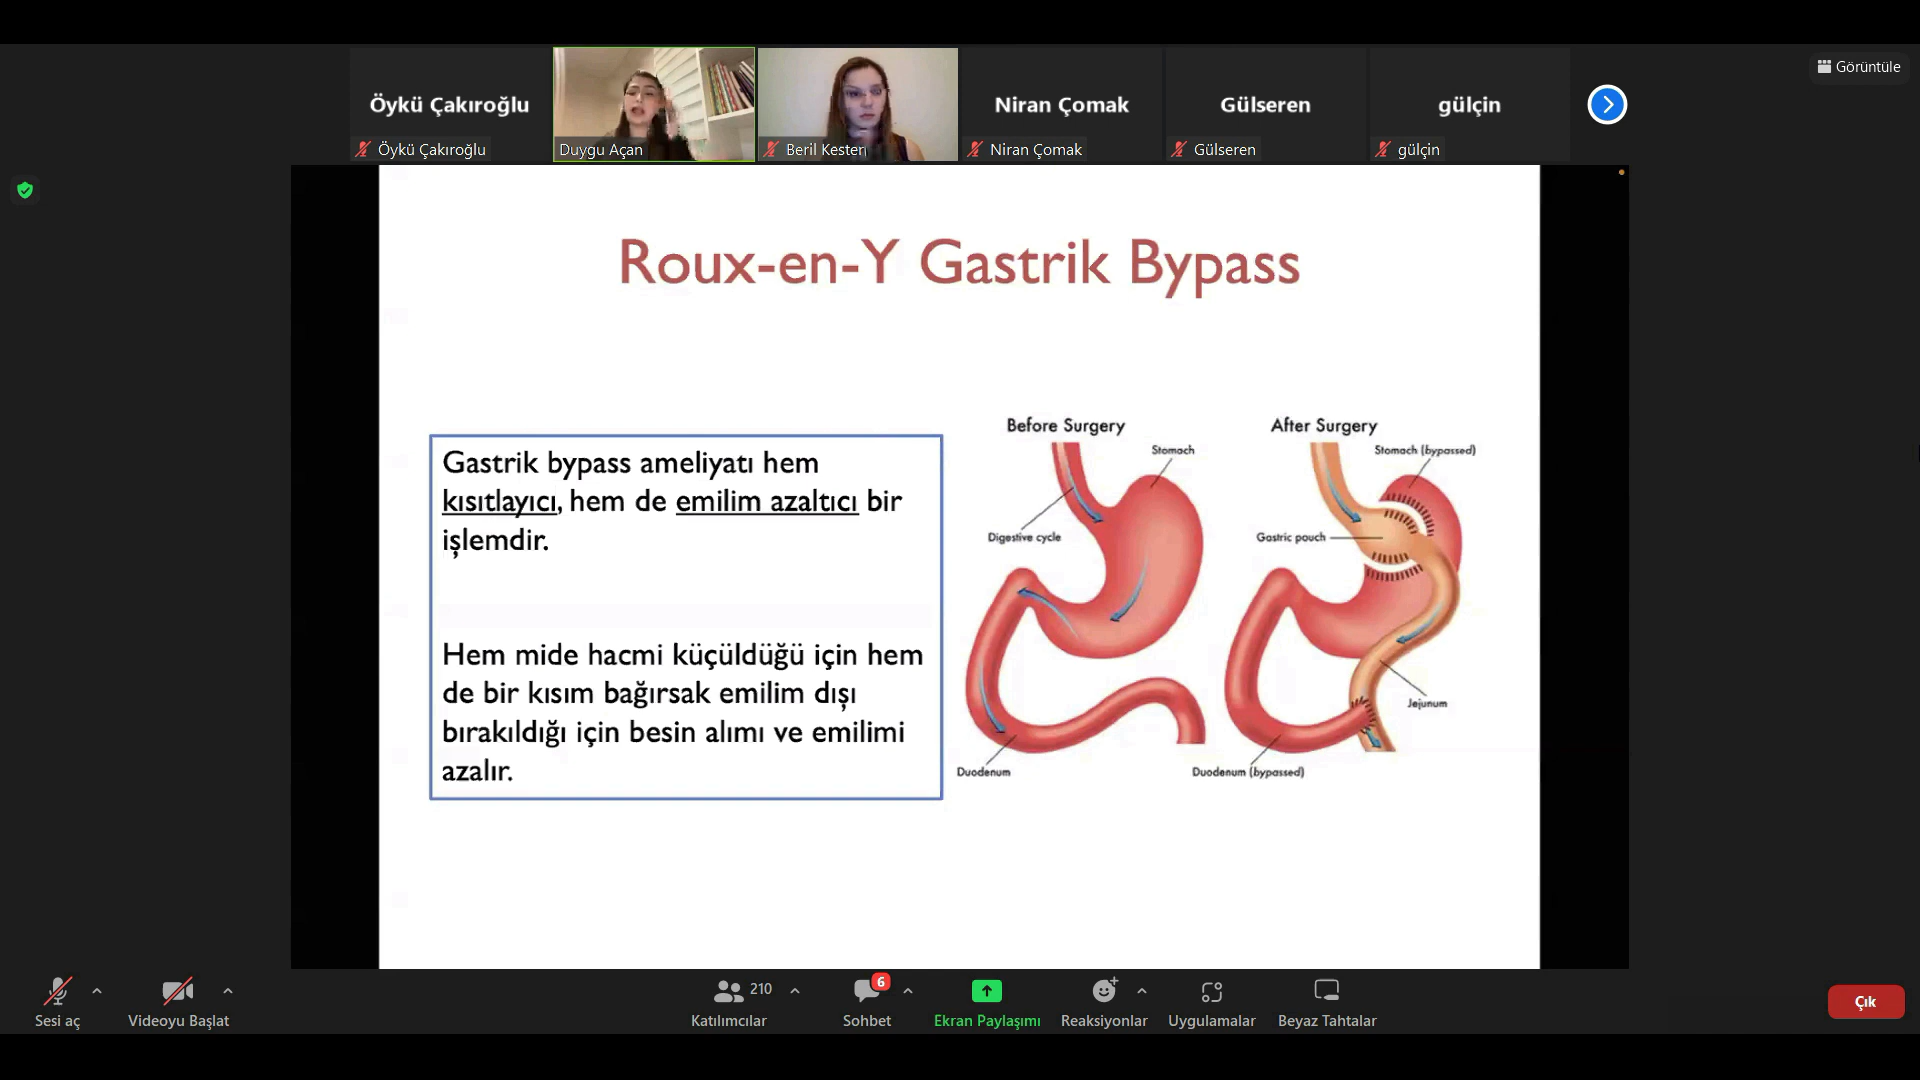 Öykü Çakıroğlu
Niran Çomak
Gülseren
gülçin
Görüntüle
Öykü Çakıroğlu
Duygu Açan
Beril Kesten
Niran Çomak
Gülseren
gülçin
Roux-en-Y Gastrik Bypass
Gastrik bypass ameliyatı hem
kısıtlayıcı, hem de emilim azaltıcı bir
işlemdir.
Hem mide hacmi küçüldüğü için hem
de bir kısım bağırsak emilim dışı
bırakıldığı için besin alımı ve emilimi
azalır.
Before Surgery
Stomach
Digestive cycle
Duodenum
After Surgery
Stomach (bypassed)
Gastric pouch
Jejunum
Duodenum (bypassed)
Sesi aç
Videoyu Başlat
210
Katılımcılar
6
Sohbet
Ekran Paylaşımı
Reaksiyonlar
Uygulamalar
Beyaz Tahtalar
Çık